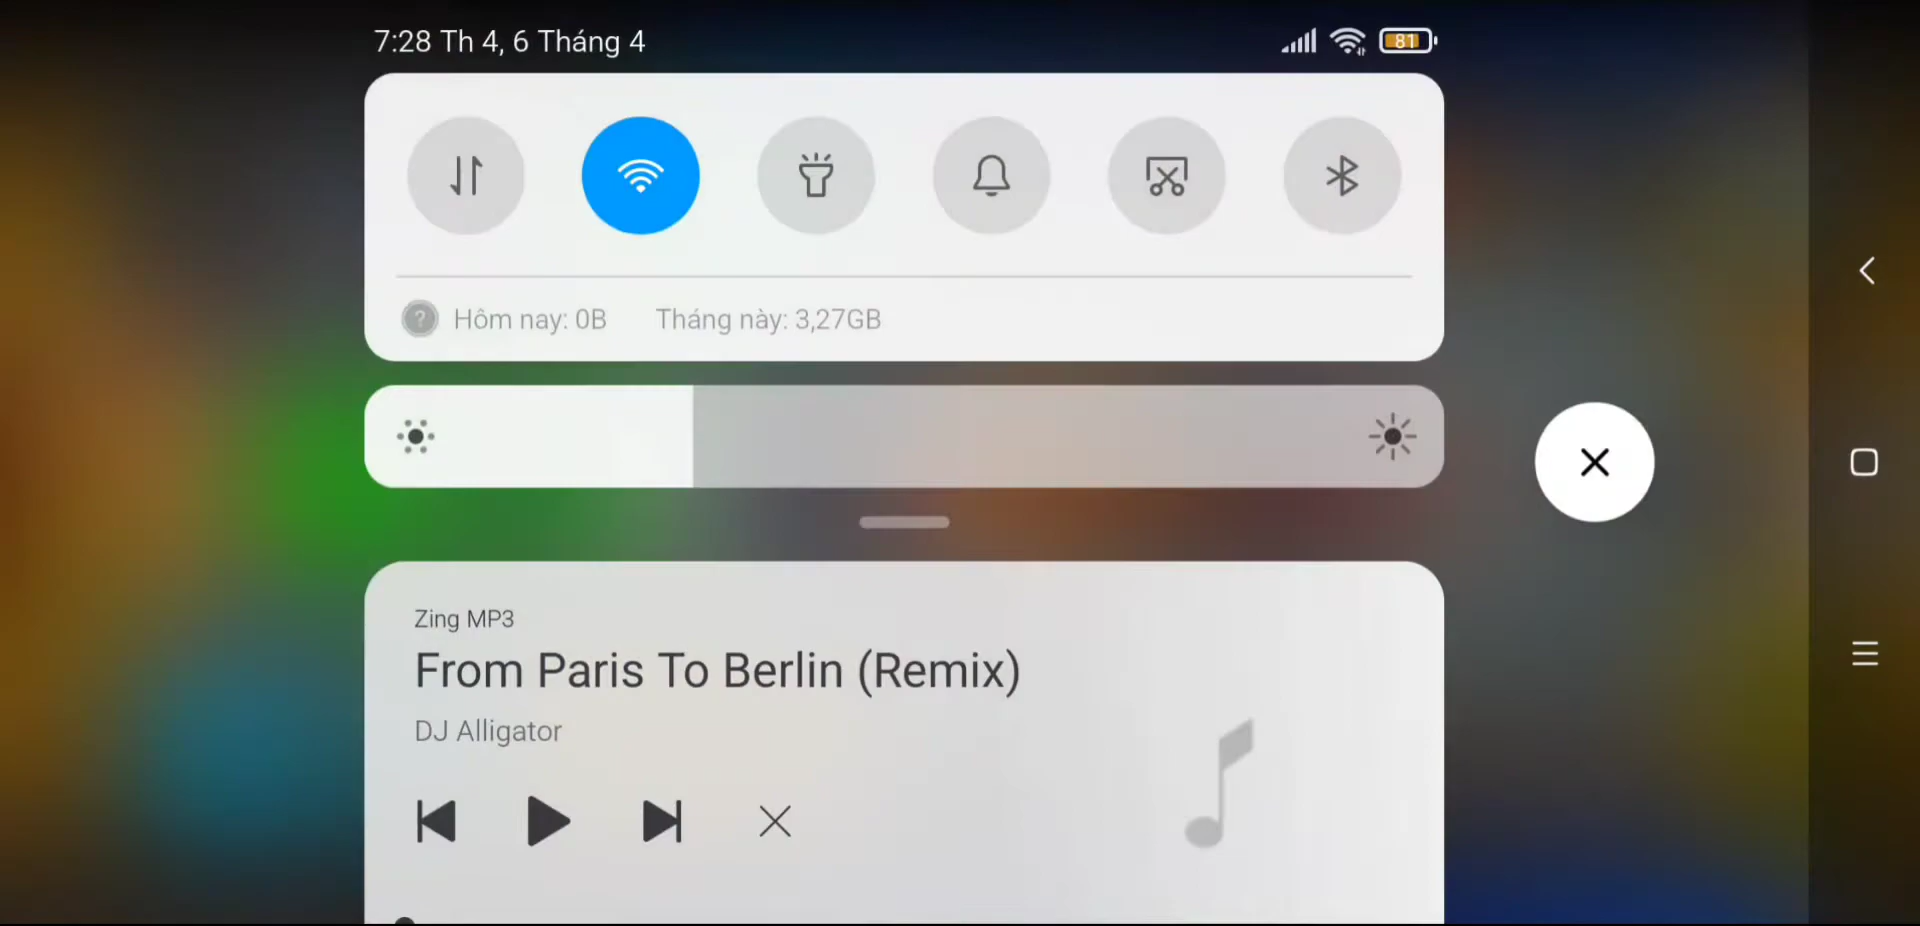 7:28 Th 4, 6 Tháng 4
81
?
Hôm nay: 0B Tháng này: 3,27GB
Zing MP3
From Paris To Berlin (Remix)
DJ Alligator